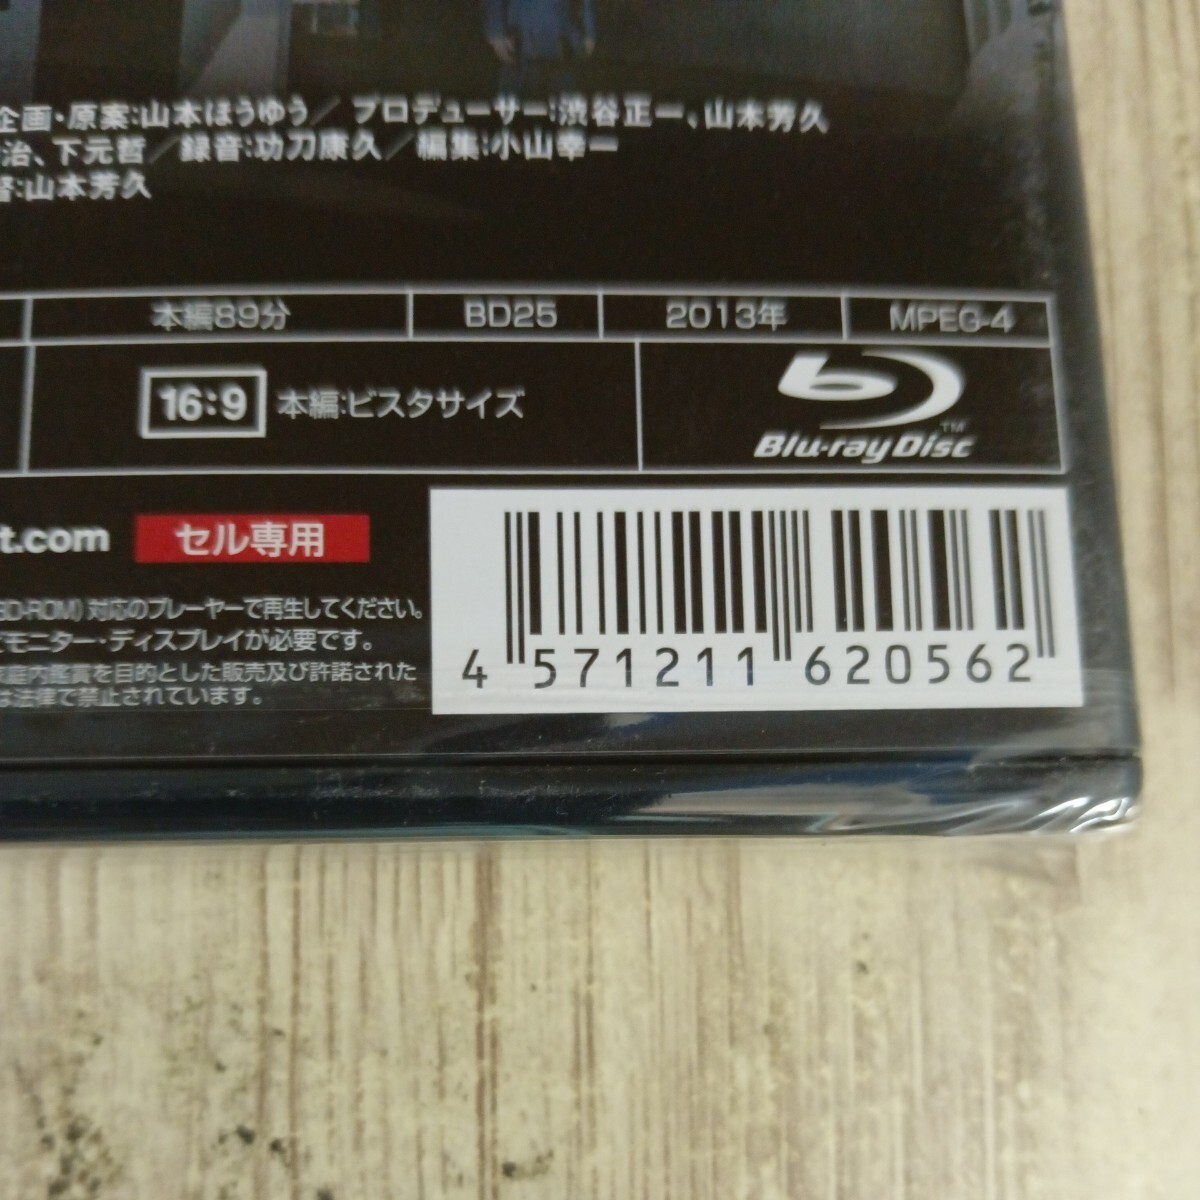 企画・原案:山本ほうゆう／プロデューサー:渋谷正一、山本芳久
治、下元哲／録音:功刀康久／編集:小山幸一
督:山本芳久
本編89分 BD25 2013年 MPEG-4
16:9 本編:ビスタサイズ
Blu-ray Disc TM
t.com セル専用
BD-ROM)対応のプレーヤーで再生してください。
モニター・ディスプレイが必要です。
庭内鑑賞を目的とした販売及び許諾された
は法律で禁止されています。
4 571211 620562